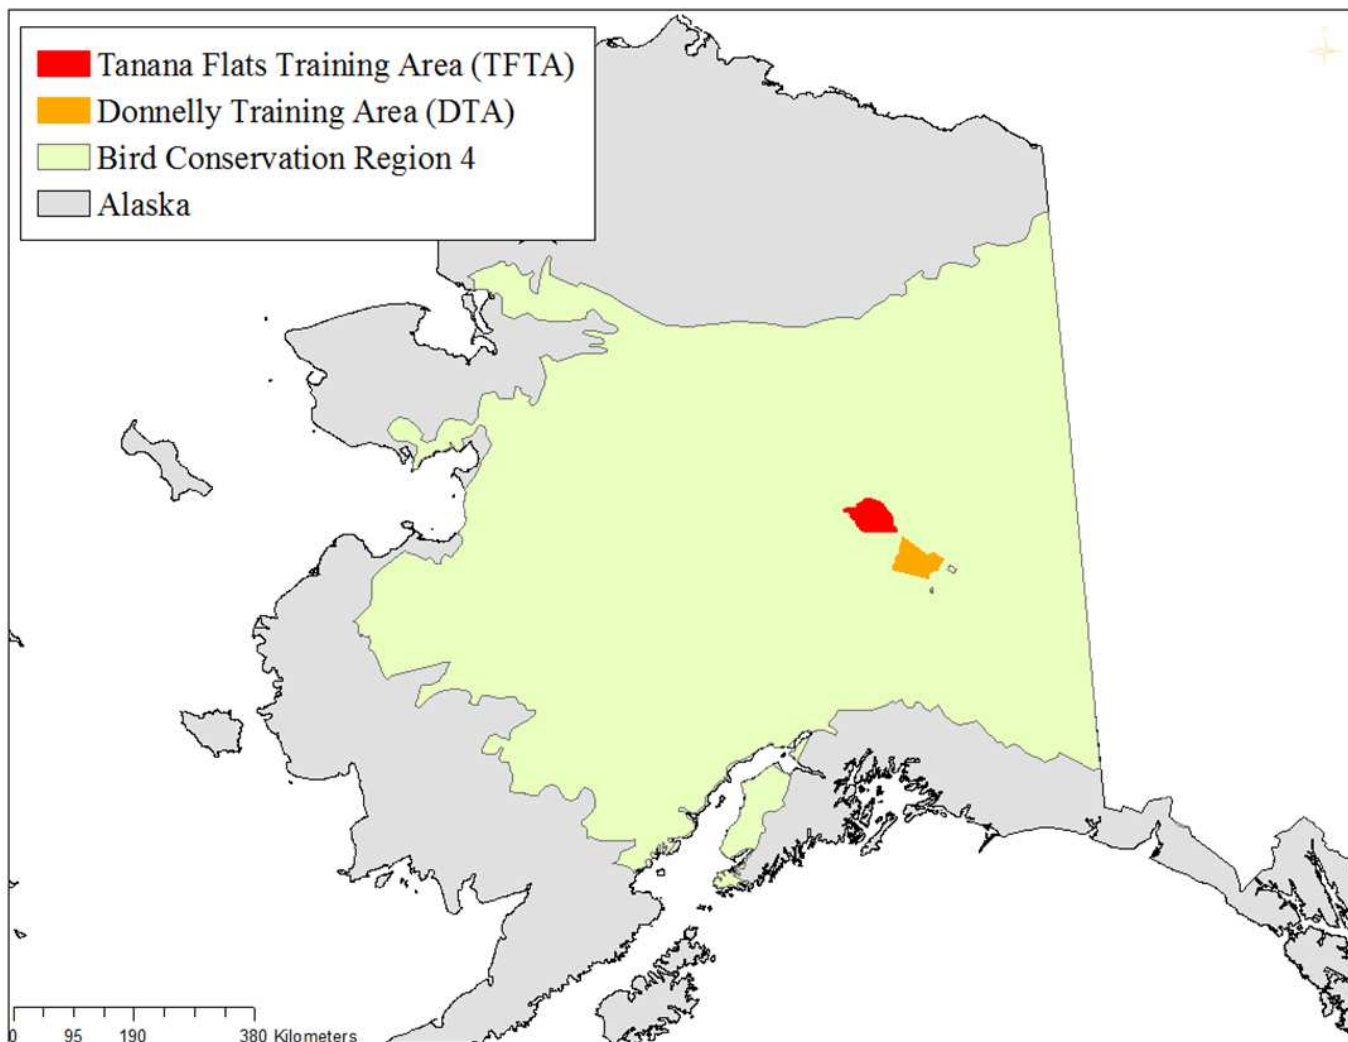 Tanana Flats Training Area (TFTA)
Donnelly Training Area (DTA)
Bird Conservation Region 4
Alaska
0 95 190 380 Kilometers